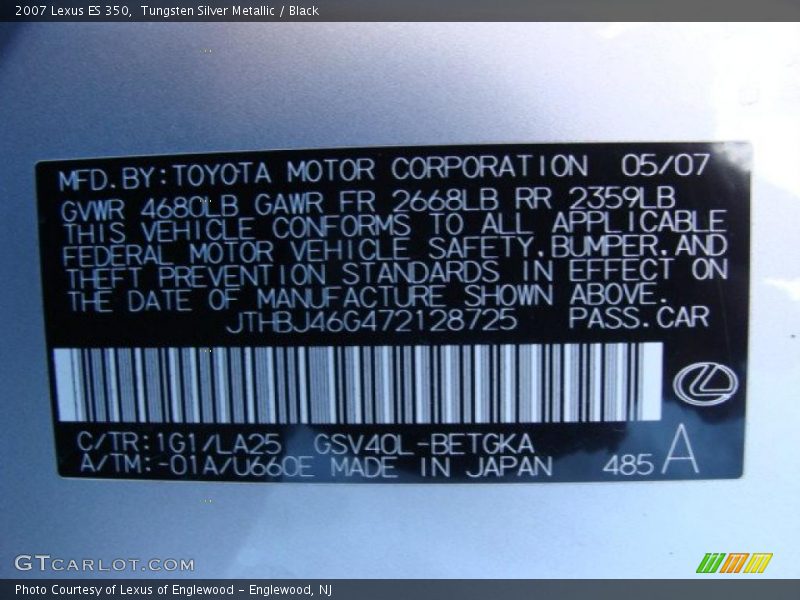 2007 Lexus ES 350,  Tungsten Silver Metallic / Black
MFD. BY: TOYOTA MOTOR CORPORATION 05/07
GVWR 4680LB GAWR FR 2668LB RR 2359LB
THIS VEHICLE CONFORMS TO ALL APPLICABLE
FEDERAL MOTOR VEHICLE SAFETY, BUMPER, AND
THEFT PREVENTION STANDARDS IN EFFECT ON
THE DATE OF MANUFACTURE SHOWN ABOVE.
JTHBJ46G472128725 PASS. CAR
C/TR: 1G1/LA25 GSV40L-BETGKA
A/TM: -01A/U660E MADE IN JAPAN 485 A
GTCARLOT.COM
Photo Courtesy of Lexus of Englewood - Englewood, NJ